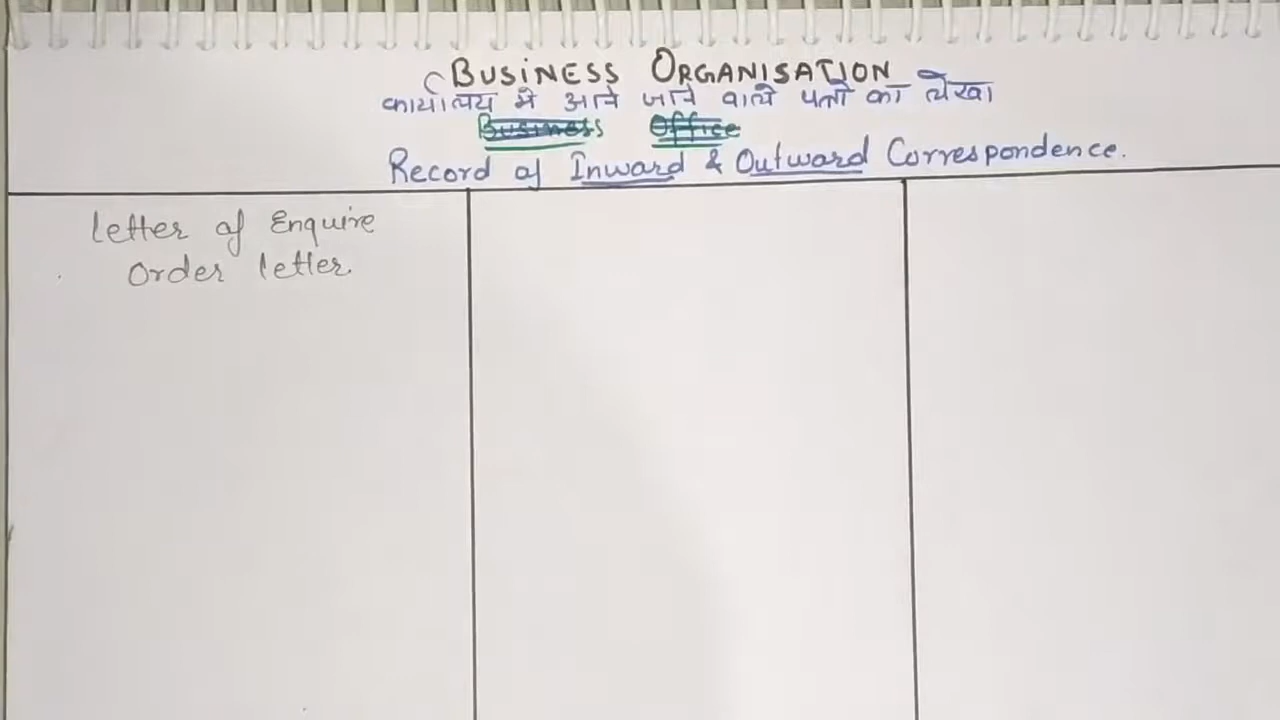 BUSINESS ORGANISATION
कार्यालय मे आने जाने वाले पत्तो का लेखा
Business Office
Record of Inward & Outward Correspondence.
letter of Enquire
Order letter.